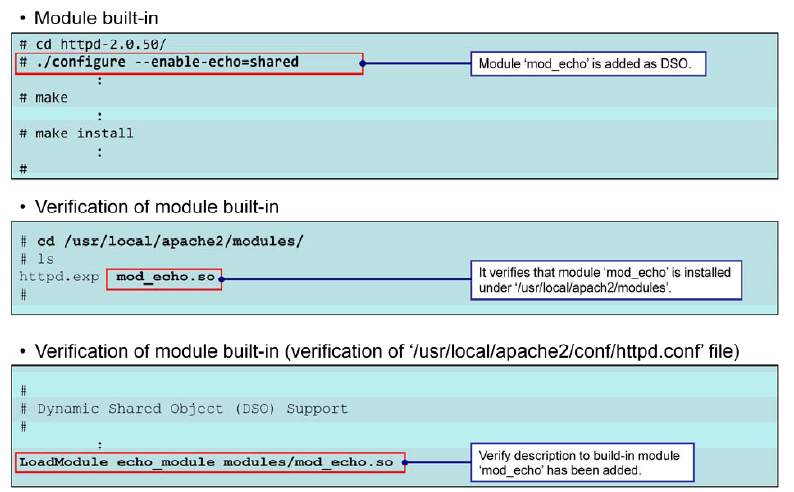 • Module built-in
# cd httpd-2.0.50/
# ./configure --enable-echo=shared
Module ‘mod_echo’ is added as DSO.
:
# make
:
# make install
:
#
• Verification of module built-in
# cd /usr/local/apache2/modules/
# ls
httpd.exp mod_echo.so
#
It verifies that module ‘mod_echo’ is installed
under ‘/usr/local/apach2/modules’.
• Verification of module built-in (verification of ‘/usr/local/apache2/conf/httpd.conf’ file)
#
# Dynamic Shared Object (DSO) Support
#
:
LoadModule echo_module modules/mod_echo.so
Verify description to build-in module
‘mod_echo’ has been added.